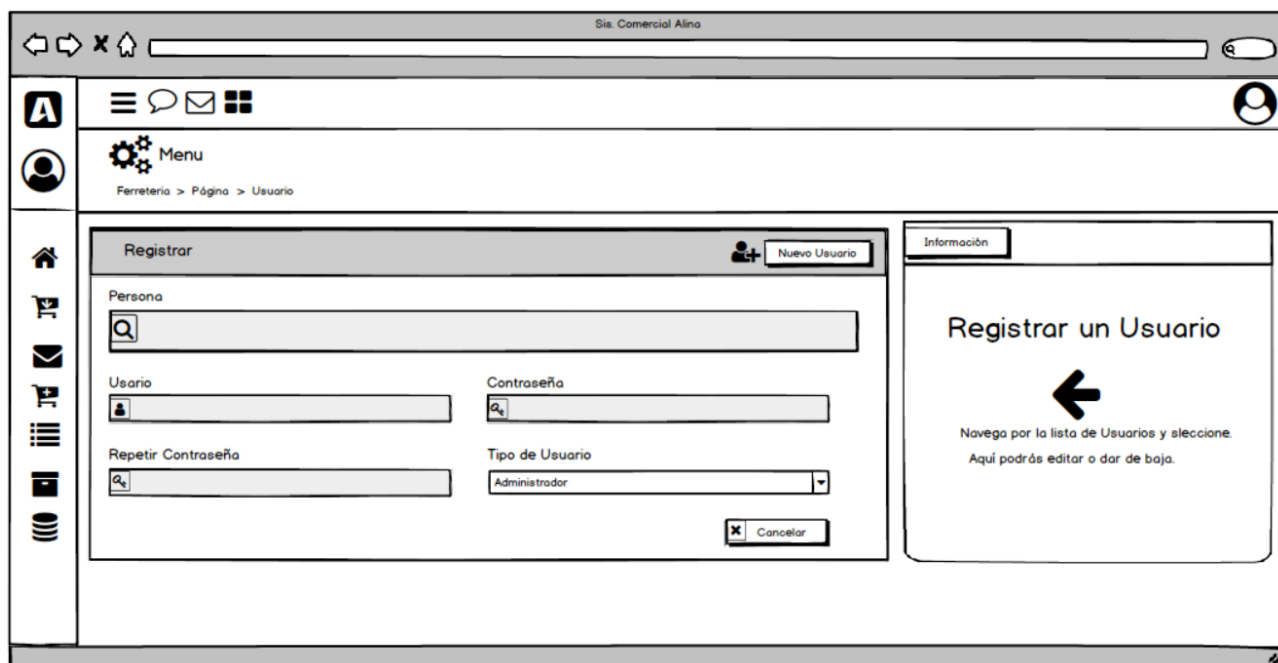 Sis. Comercial Alina
A
Menu
Ferreteria > Página > Usuario
Registrar
Nuevo Usuario
Persona
Usario
Contraseña
Repetir Contraseña
Tipo de Usuario
Administrador
Cancelar
Información
Registrar un Usuario
Navega por la lista de Usuarios y sleccione.
Aquí podrás editar o dar de baja.